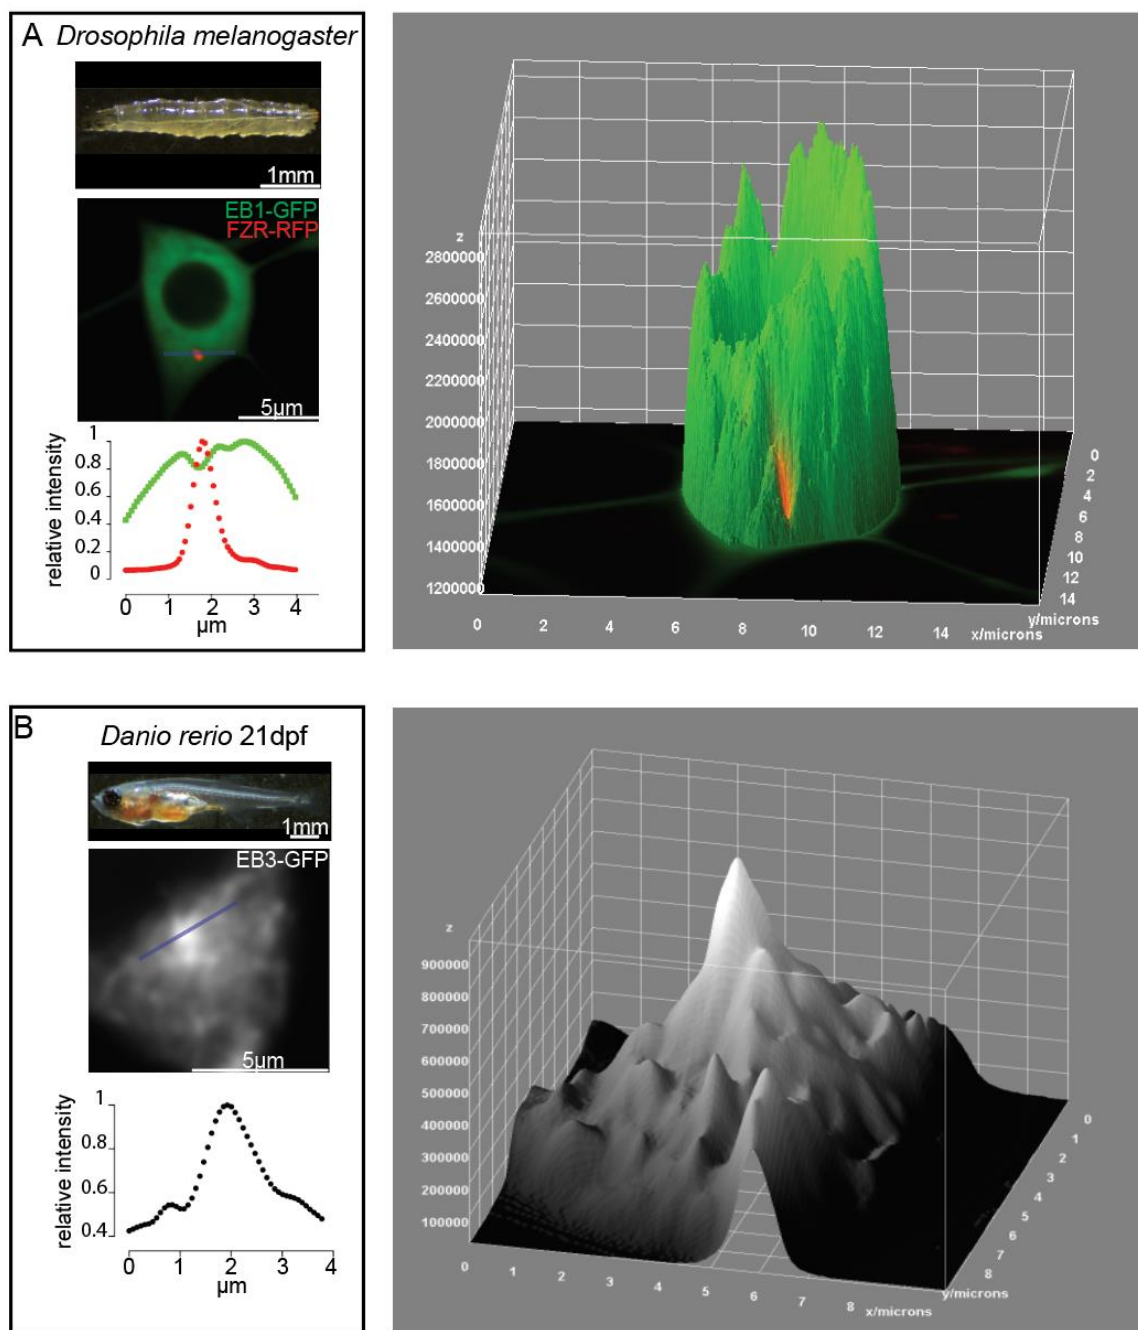 A Drosophila melanogaster
1mm
EB1-GFP
FZR-RFP
5µm
relative intensity
1
0.8
0.6
0.4
0.2
0
0 1 2 3 4
µm
z
2800000
2600000
2400000
2200000
2000000
1800000
1600000
1400000
1200000
0 2 4 6 8 10 12 14 x/microns
0
2
4
6
8
10
12
14
y/microns
B
Danio rerio 21dpf
1mm
EB3-GFP
5µm
relative intensity
1
0.8
0.6
0.4
0 1 2 3 4
µm
z
900000
800000
700000
600000
500000
400000
300000
200000
100000
0 1 2 3 4 5 6 7 8 x/microns
0
1
2
3
4
5
6
7
8
y/microns